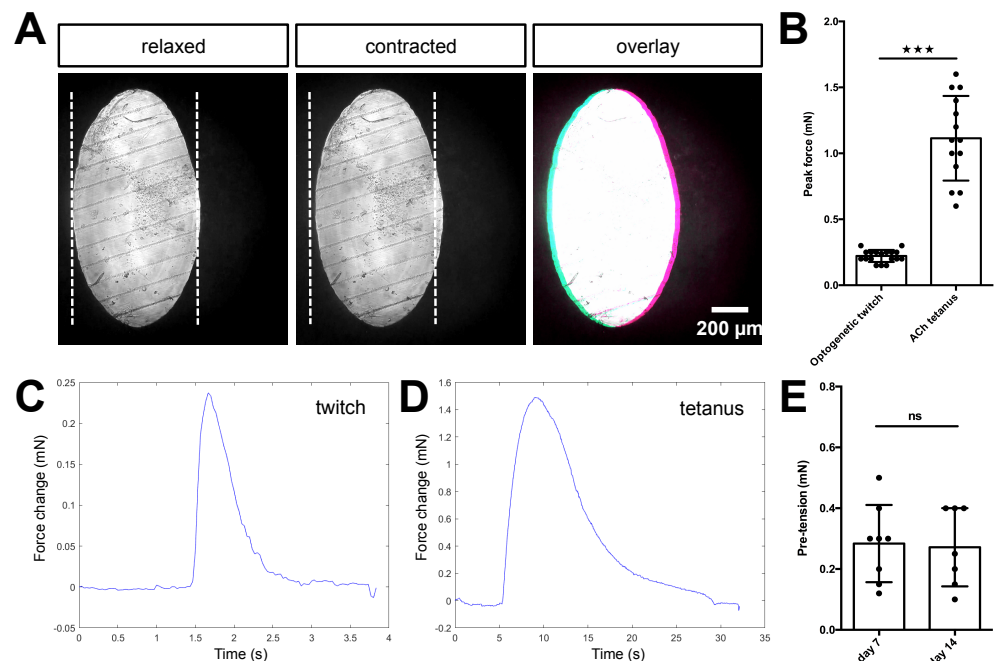 A
relaxed
contracted
overlay
200 µm
B
★★★
Peak force (mN)
2.0
1.5
1.0
0.5
0.0
Optogenetic twitch
ACh tetanus
C
twitch
Force change (mN)
0.25
0.2
0.15
0.1
0.05
0
-0.05
0
0.5
1
1.5
2
2.5
3
3.5
4
Time (s)
D
tetanus
Force change (mN)
1.6
1.4
1.2
1
0.8
0.6
0.4
0.2
0
-0.2
0
5
10
15
20
25
30
35
Time (s)
E
ns
Pre-tension (mN)
0.8
0.6
0.4
0.2
0.0
day 7
day 14